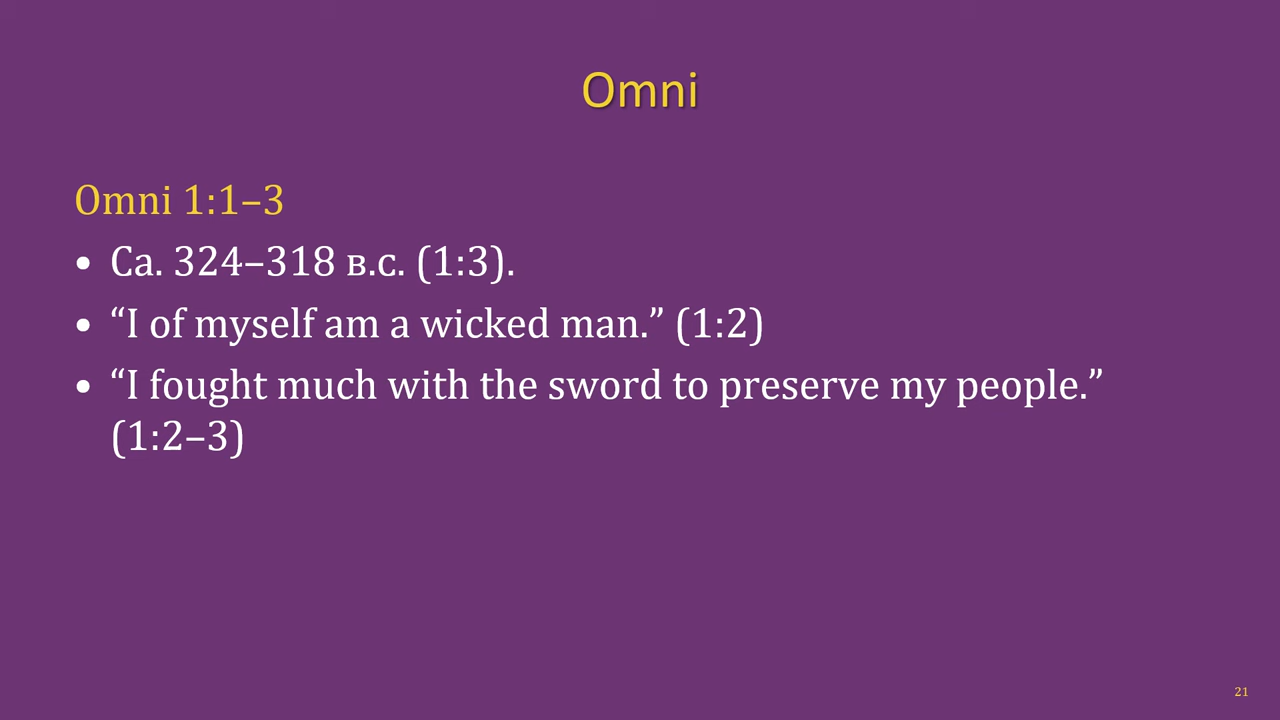 Omni
Omni 1:1–3
• Ca. 324–318 B.C. (1:3).
• “I of myself am a wicked man.” (1:2)
• “I fought much with the sword to preserve my people.”
(1:2–3)
21